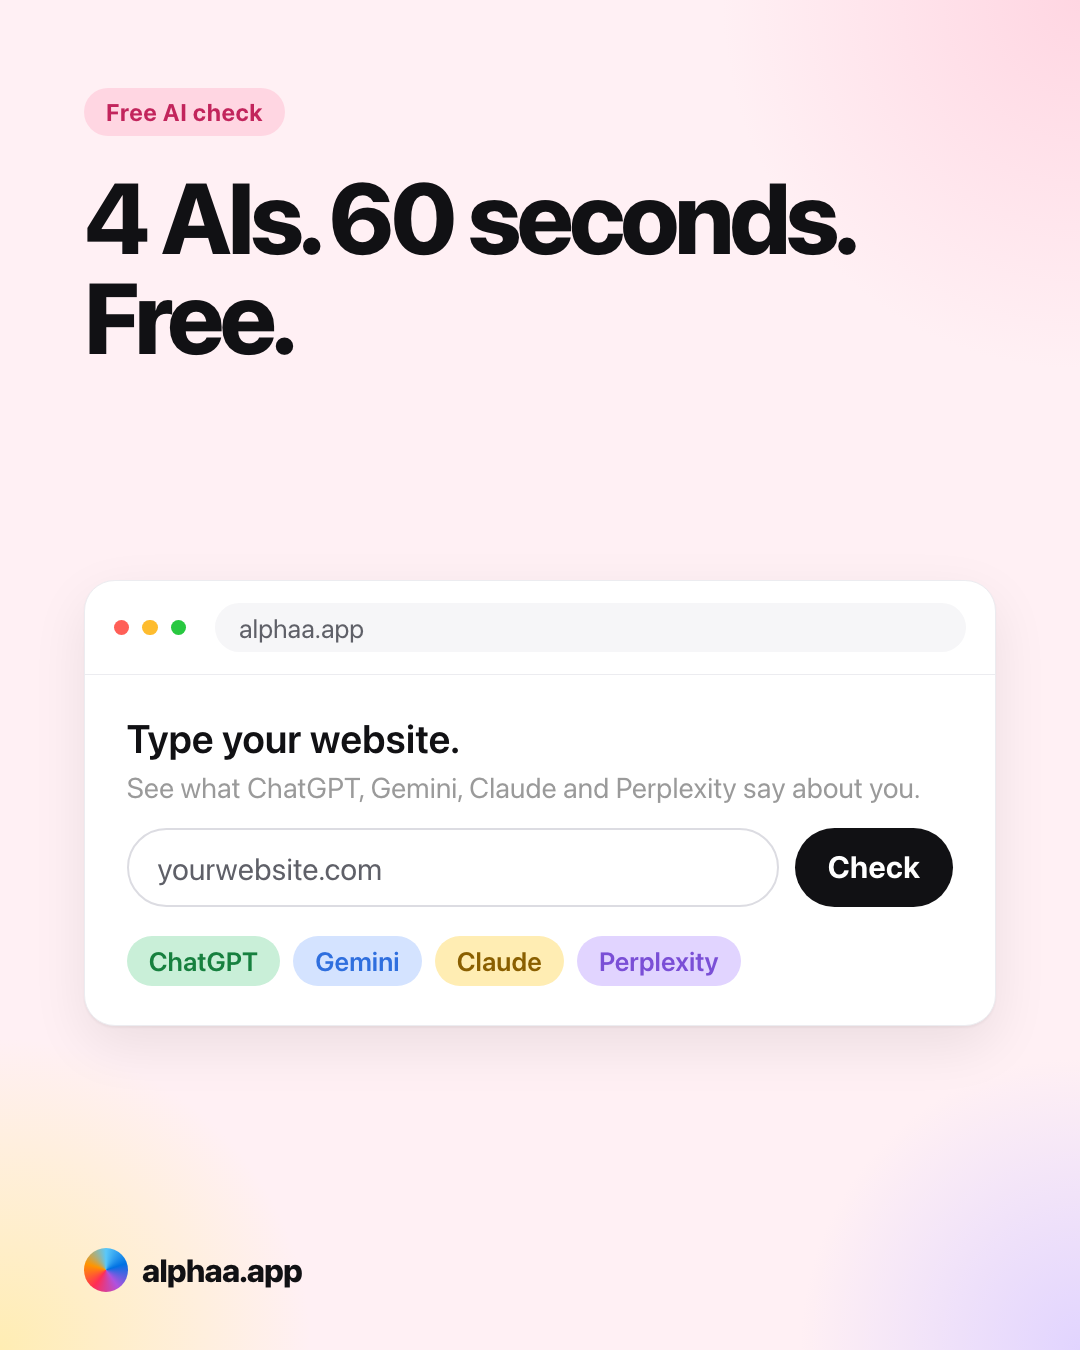 Free AI check
4 AIs. 60 seconds.
Free.
alphaa.app
Type your website.
See what ChatGPT, Gemini, Claude and Perplexity say about you.
yourwebsite.com
Check
ChatGPT
Gemini
Claude
Perplexity
alphaa.app